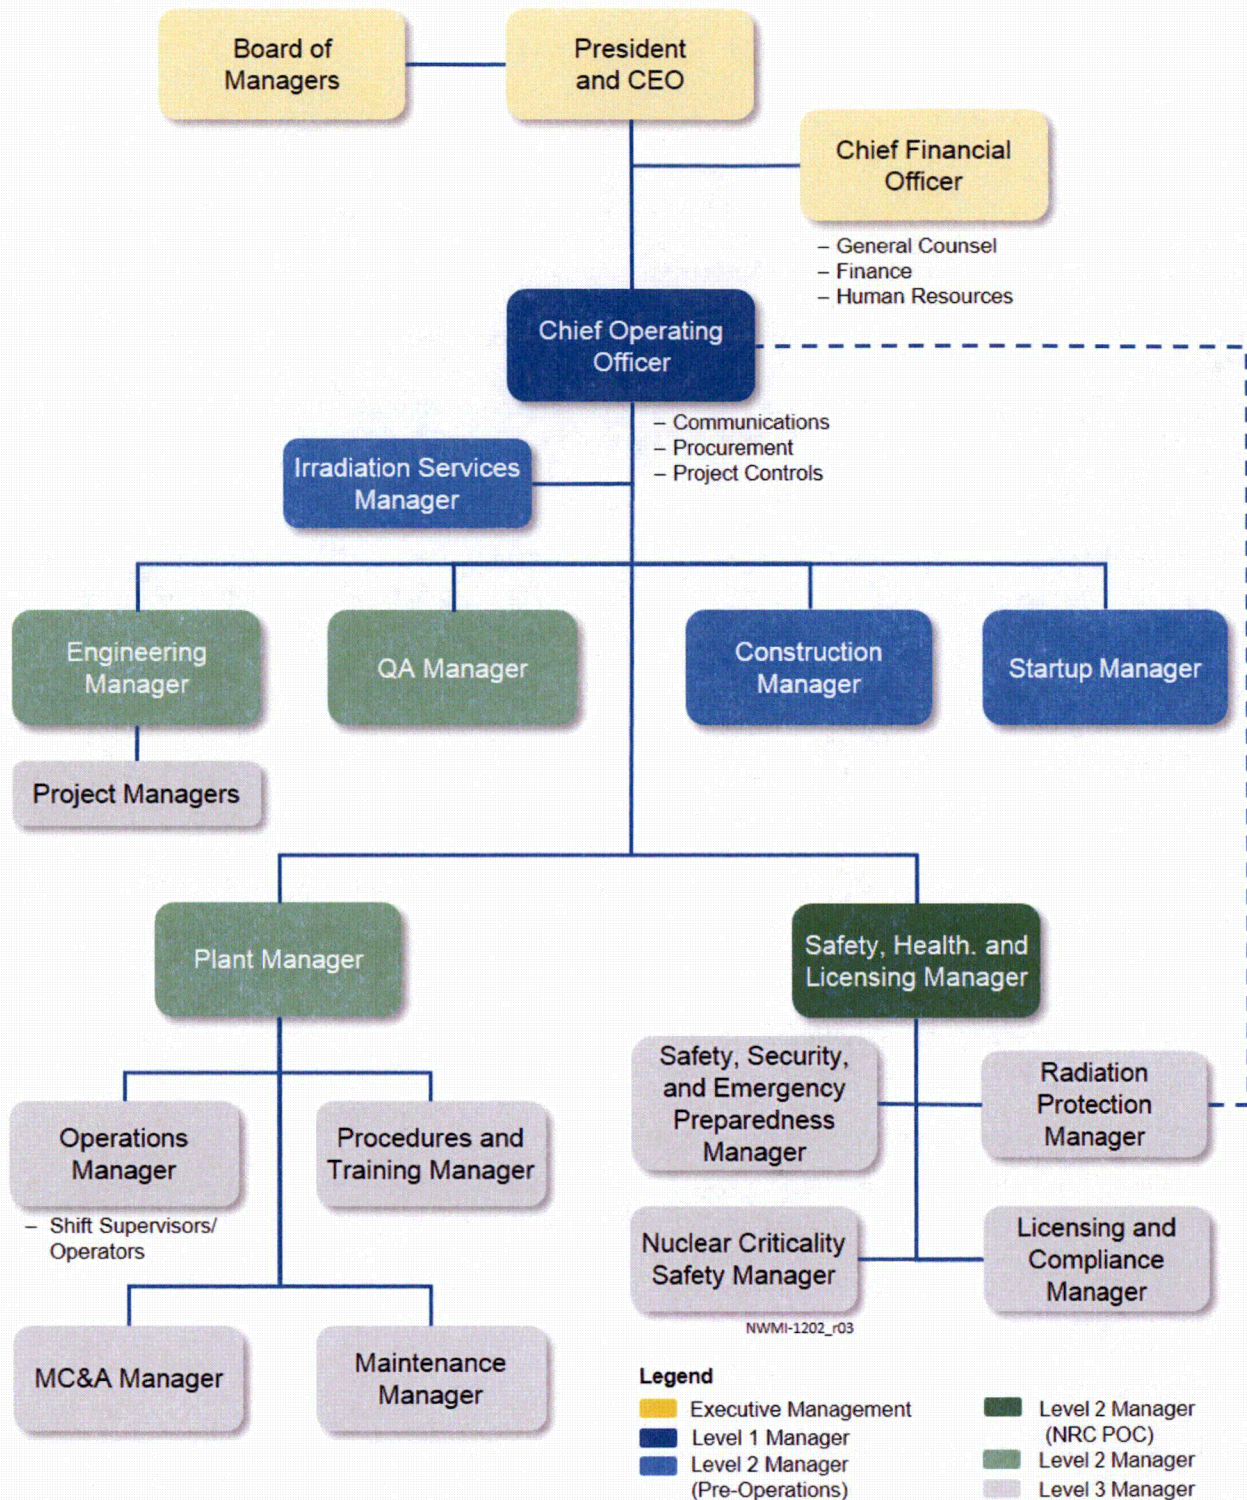 Board of
Managers
President
and CEO
Chief Financial
Officer
– General Counsel
– Finance
– Human Resources
Chief Operating
Officer
– Communications
– Procurement
– Project Controls
Irradiation Services
Manager
Engineering
Manager
QA Manager
Construction
Manager
Startup Manager
Project Managers
Plant Manager
Safety, Health. and
Licensing Manager
Safety, Security,
and Emergency
Preparedness
Manager
Radiation
Protection
Manager
Operations
Manager
– Shift Supervisors/
Operators
Procedures and
Training Manager
Nuclear Criticality
Safety Manager
Licensing and
Compliance
Manager
NWMI-1202_r03
MC&A Manager
Maintenance
Manager
Legend
Executive Management
Level 1 Manager
Level 2 Manager
(Pre-Operations)
Level 2 Manager
(NRC POC)
Level 2 Manager
Level 3 Manager